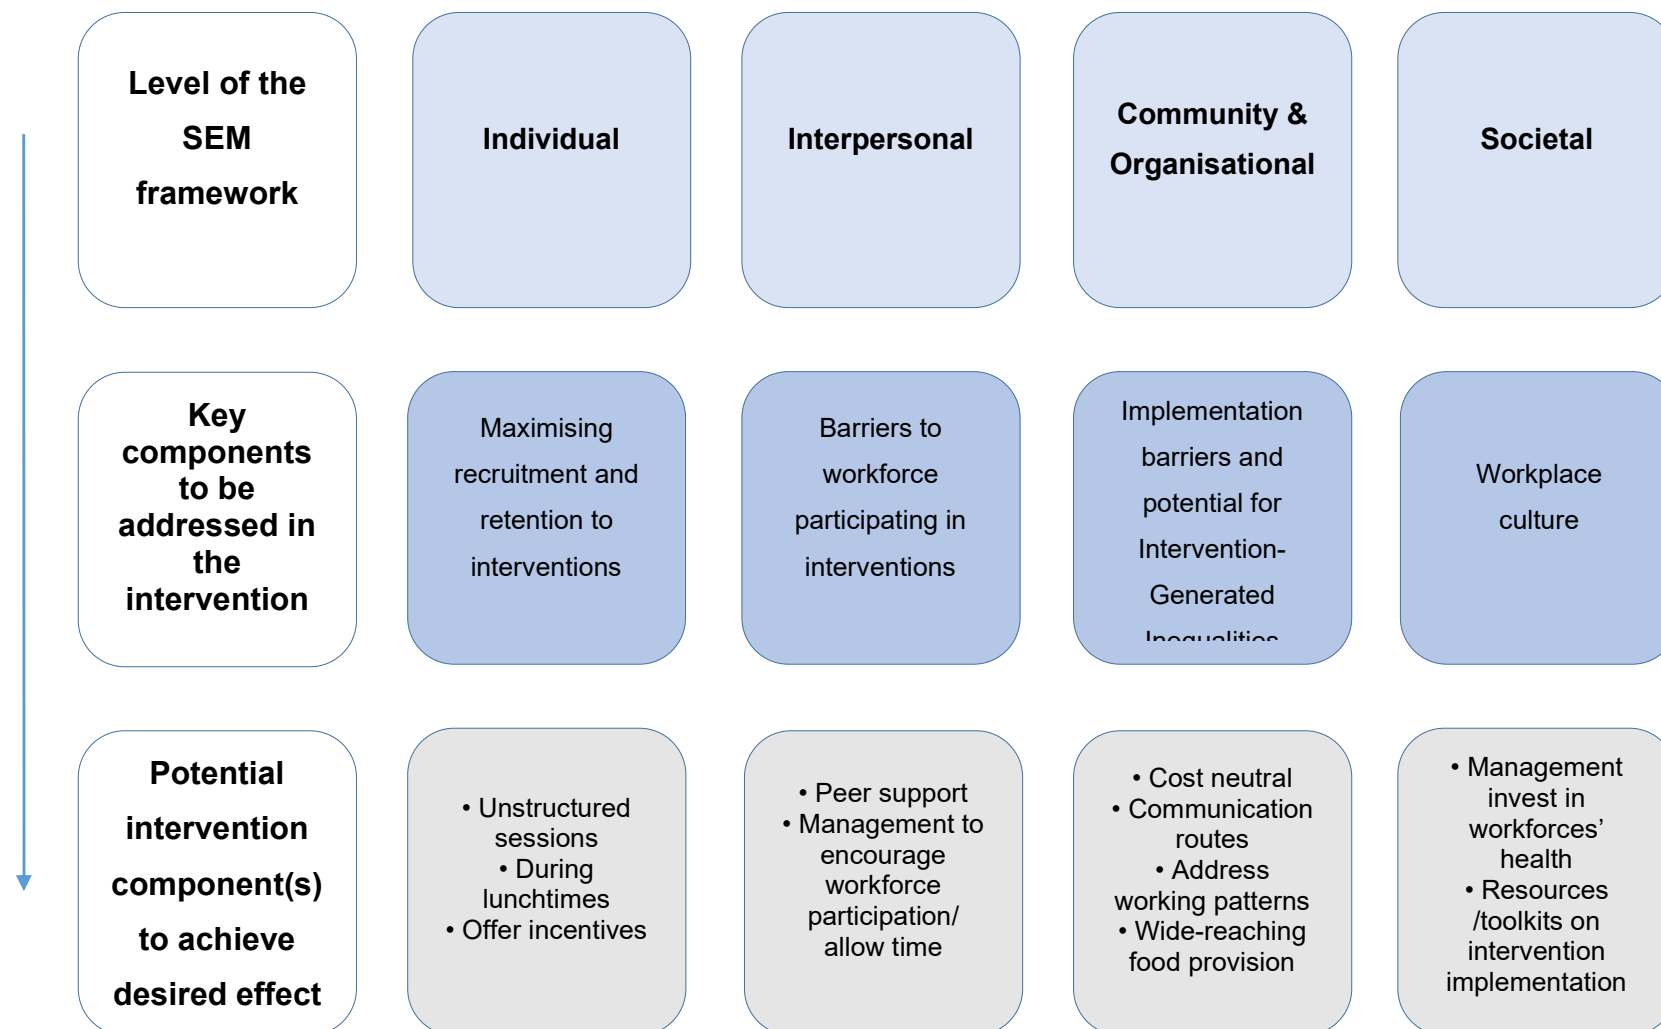 Level of the
SEM
framework
Individual
Interpersonal
Community &
Organisational
Societal
Key
components
to be
addressed in
the
intervention
Maximising
recruitment and
retention to
interventions
Barriers to
workforce
participating in
interventions
Implementation
barriers and
potential for
Intervention-
Generated
Inequalities
Workplace
culture
Potential
intervention
component(s)
to achieve
desired effect
• Unstructured
sessions
• During
lunchtimes
• Offer incentives
• Peer support
• Management to
encourage
workforce
participation/
allow time
• Cost neutral
• Communication
routes
• Address
working patterns
• Wide-reaching
food provision
• Management
invest in
workforces’
health
• Resources
/toolkits on
intervention
implementation